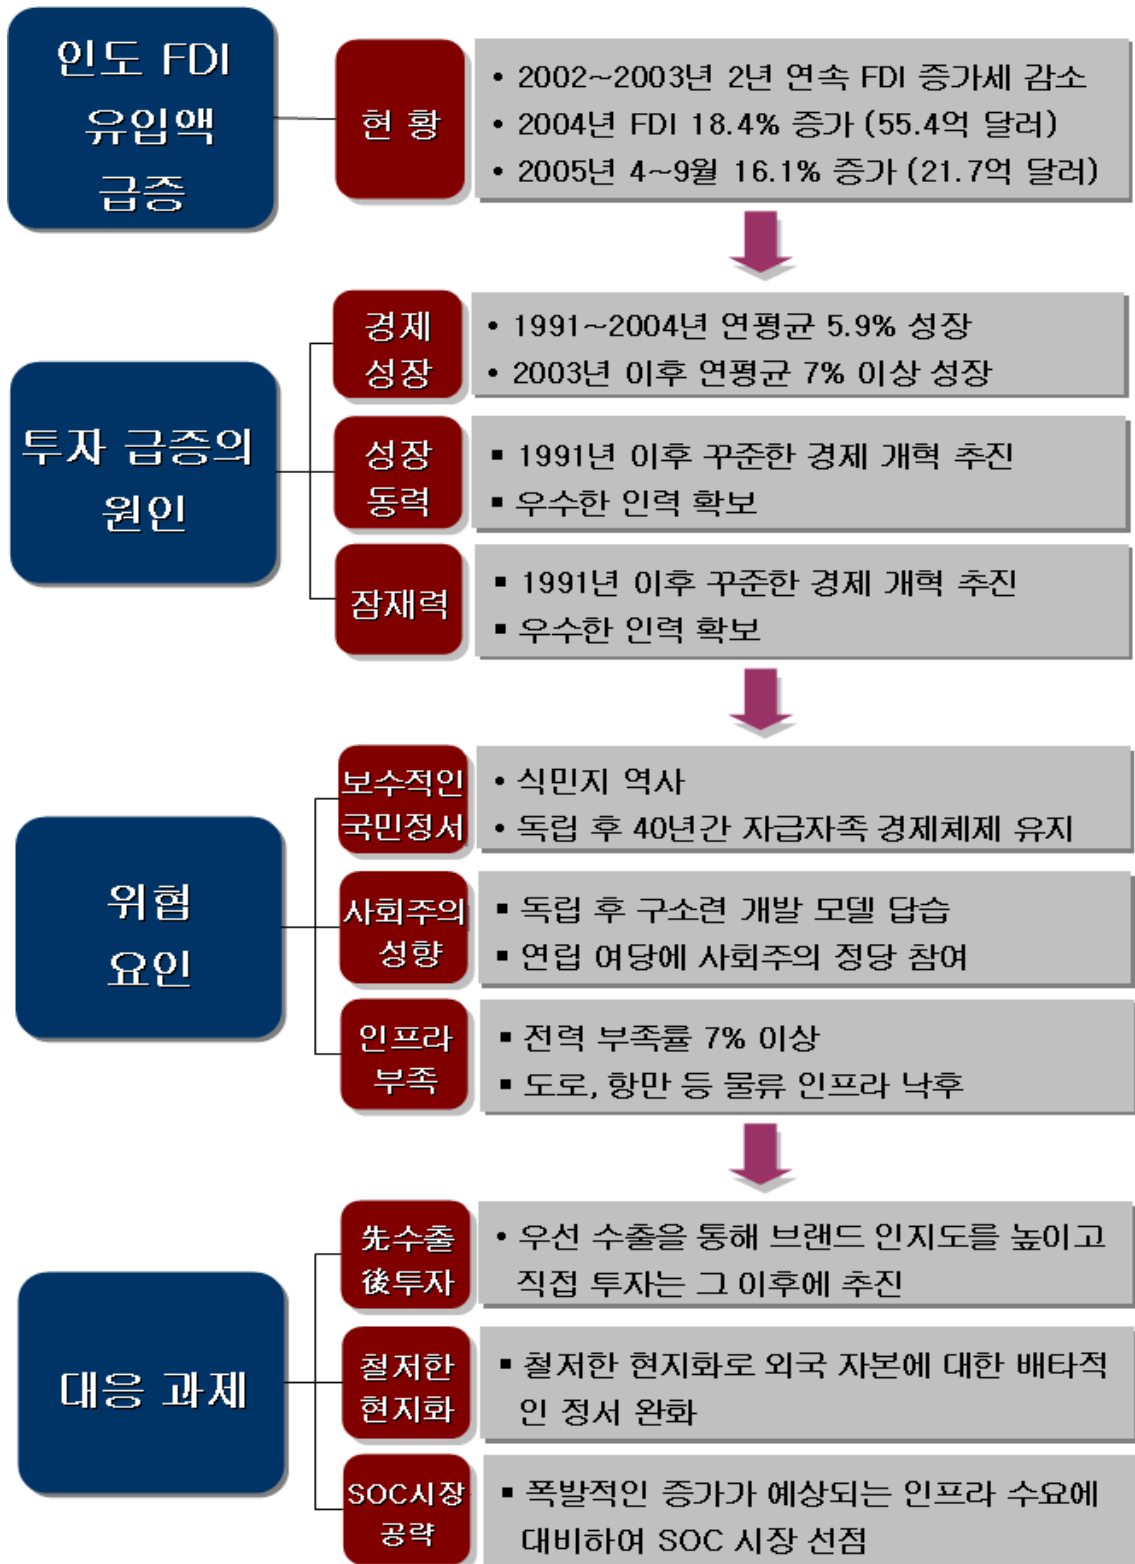 인도 FDI
유입액
급증
현 황
• 2002~2003년 2년 연속 FDI 증가세 감소
• 2004년 FDI 18.4% 증가 (55.4억 달러)
• 2005년 4~9월 16.1% 증가 (21.7억 달러)
투자 급증의
원인
경제
성장
• 1991~2004년 연평균 5.9% 성장
• 2003년 이후 연평균 7% 이상 성장
성장
동력
▪ 1991년 이후 꾸준한 경제 개혁 추진
▪ 우수한 인력 확보
잠재력
▪ 1991년 이후 꾸준한 경제 개혁 추진
▪ 우수한 인력 확보
위협
요인
보수적인
국민정서
• 식민지 역사
• 독립 후 40년간 자급자족 경제체제 유지
사회주의
성향
▪ 독립 후 구소련 개발 모델 답습
▪ 연립 여당에 사회주의 정당 참여
인프라
부족
▪ 전력 부족률 7% 이상
▪ 도로, 항만 등 물류 인프라 낙후
대응 과제
先수출
後투자
• 우선 수출을 통해 브랜드 인지도를 높이고
직접 투자는 그 이후에 추진
철저한
현지화
▪ 철저한 현지화로 외국 자본에 대한 배타적
인 정서 완화
SOC시장
공략
▪ 폭발적인 증가가 예상되는 인프라 수요에
대비하여 SOC 시장 선점